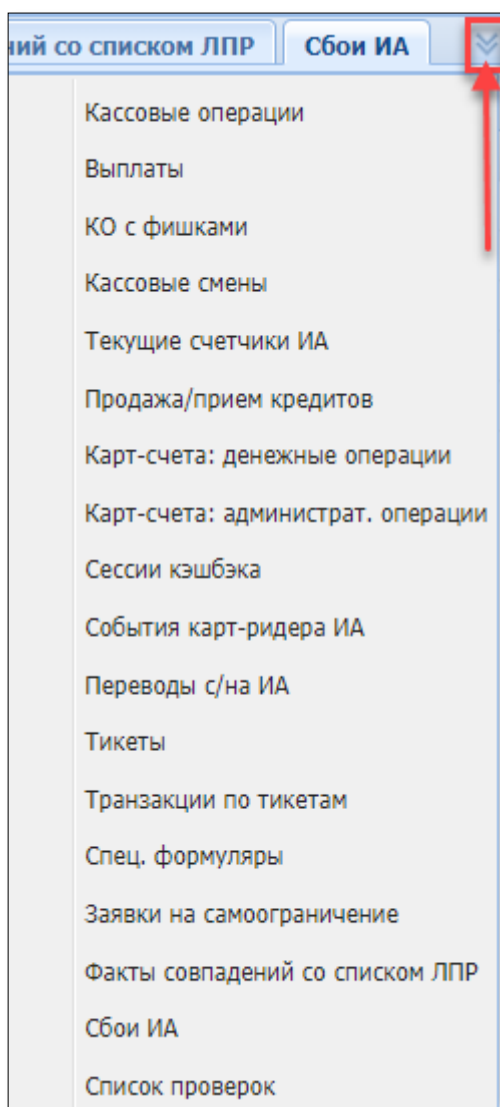 ний со списком ЛПР Сбои ИА
Кассовые операции
Выплаты
КО с фишками
Кассовые смены
Текущие счетчики ИА
Продажа/прием кредитов
Карт-счета: денежные операции
Карт-счета: администрат. операции
Сессии кэшбэка
События карт-ридера ИА
Переводы с/на ИА
Тикеты
Транзакции по тикетам
Спец. формуляры
Заявки на самоограничение
Факты совпадений со списком ЛПР
Сбои ИА
Список проверок